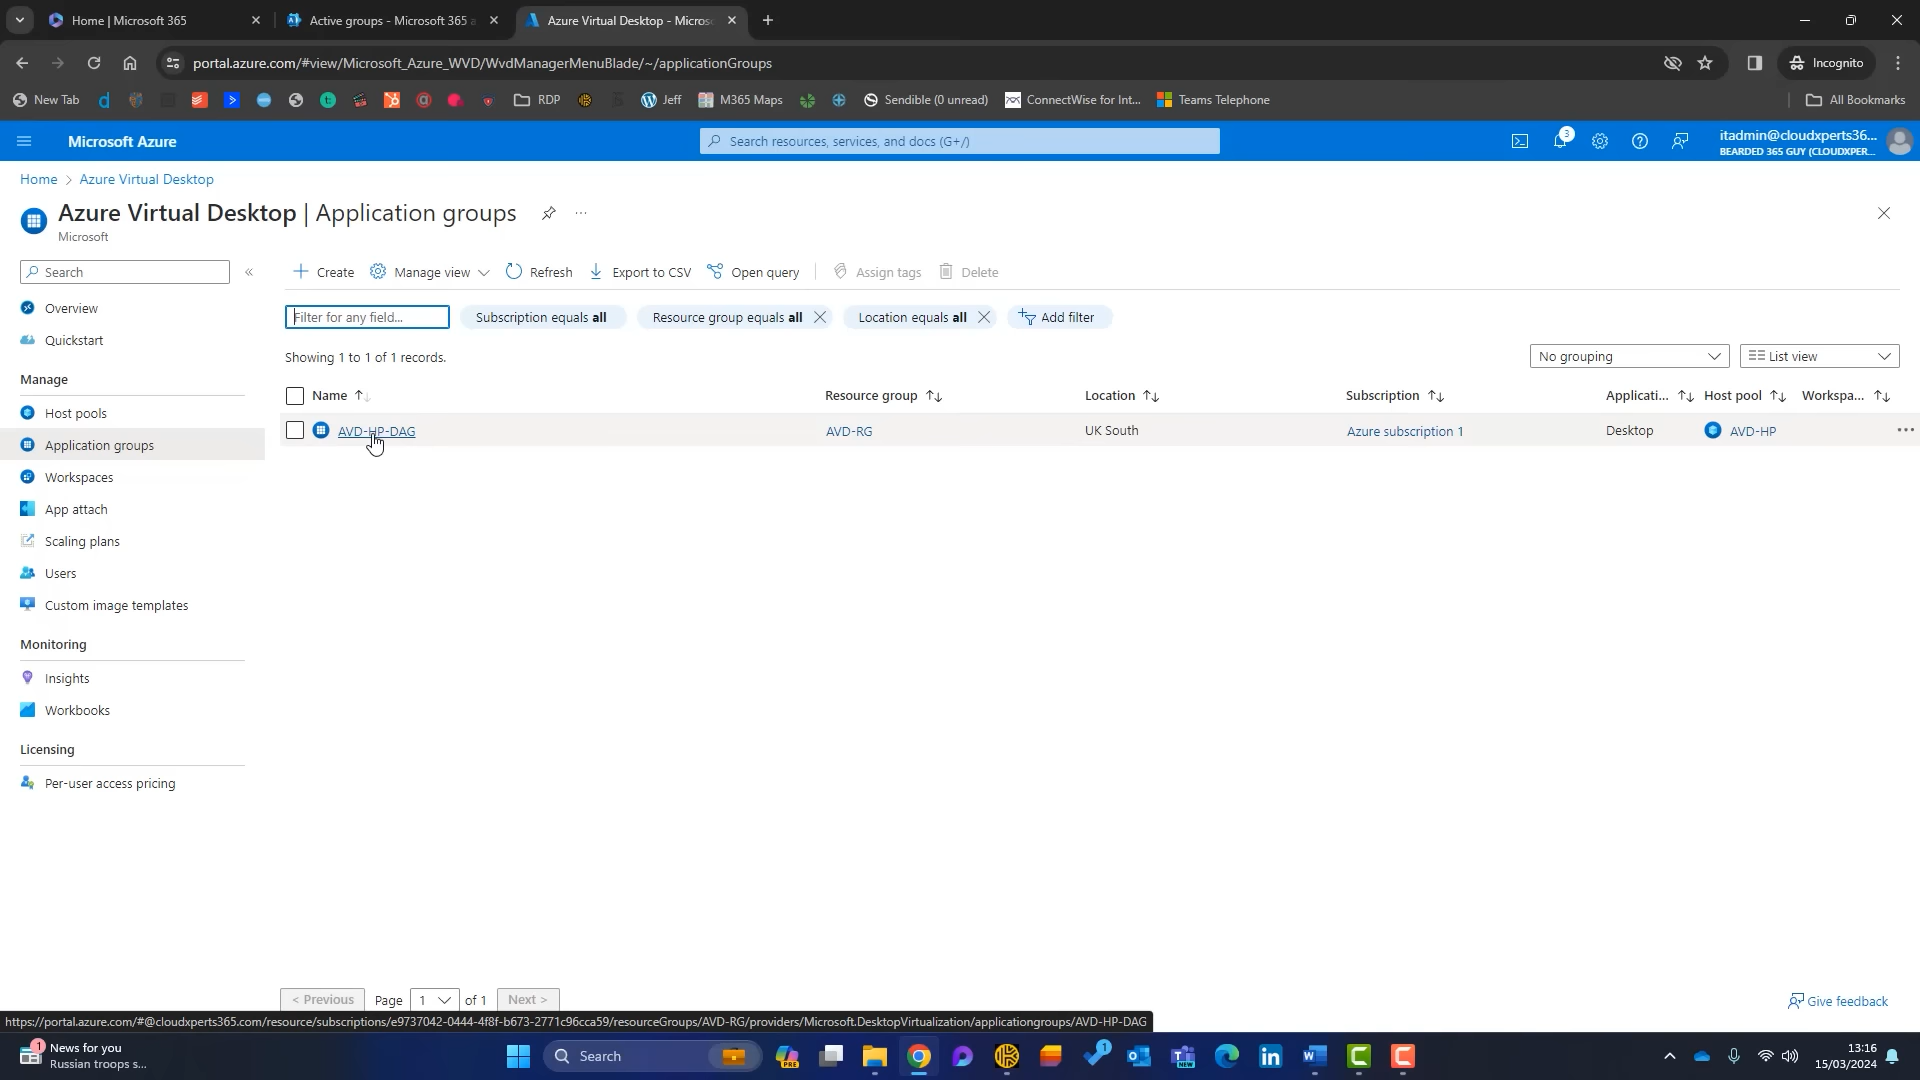 Home | Microsoft 365
Active groups - Microsoft 365 a
Azure Virtual Desktop - Micros
portal.azure.com/#view/Microsoft_Azure_WVD/WvdManagerMenuBlade/~/applicationGroups
Incognito
New Tab
RDP
Jeff
M365 Maps
Sendible (0 unread)
ConnectWise for Int...
Teams Telephone
All Bookmarks
Microsoft Azure
Search resources, services, and docs (G+/)
3
itadmin@cloudxperts36...
BEARDED 365 GUY (CLOUDXPER...
Home > Azure Virtual Desktop
Azure Virtual Desktop | Application groups
...
Microsoft
Search
«
Create
Manage view
Refresh
Export to CSV
Open query
Assign tags
Delete
Overview
Quickstart
Manage
Host pools
Application groups
Workspaces
App attach
Scaling plans
Users
Custom image templates
Monitoring
Insights
Workbooks
Licensing
Per-user access pricing
Filter for any field...
Subscription equals all
Resource group equals all
Location equals all
Add filter
Showing 1 to 1 of 1 records.
No grouping
List view
Name
Resource group
Location
Subscription
Applicati...
Host pool
Workspa...
AVD-HP-DAG
AVD-RG
UK South
Azure subscription 1
Desktop
AVD-HP
...
< Previous
Page
1
of 1
Next >
Give feedback
https://portal.azure.com/#@cloudxperts365.com/resource/subscriptions/e9737042-0444-4f8f-b673-2771c96cca59/resourceGroups/AVD-RG/providers/Microsoft.DesktopVirtualization/applicationgroups/AVD-HP-DAG
1
News for you
Russian troops s...
Search
PRE
1
NEW
13:16
15/03/2024